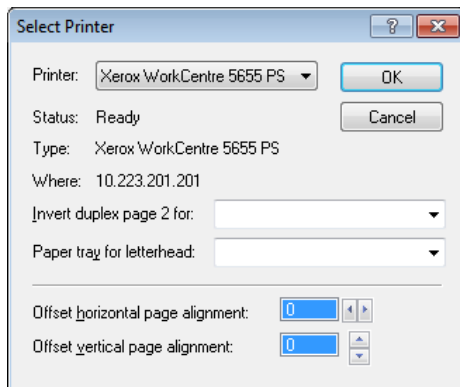 Select Printer
Printer: Xerox WorkCentre 5655 PS OK
Status: Ready Cancel
Type: Xerox WorkCentre 5655 PS
Where: 10.223.201.201
Invert duplex page 2 for:
Paper tray for letterhead:
Offset horizontal page alignment: 0
Offset vertical page alignment: 0